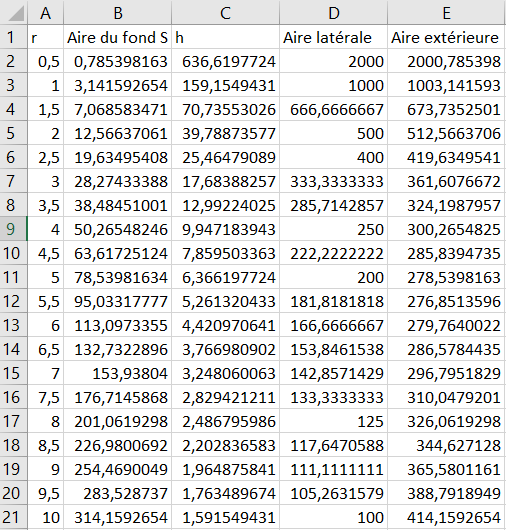 A B C D E
1 r Aire du fond S h Aire latérale Aire extérieure
2 0,5 0,785398163 636,6197724 2000 2000,785398
3 1 3,141592654 159,1549431 1000 1003,141593
4 1,5 7,068583471 70,73553026 666,6666667 673,7352501
5 2 12,56637061 39,78873577 500 512,5663706
6 2,5 19,63495408 25,46479089 400 419,6349541
7 3 28,27433388 17,68388257 333,3333333 361,6076672
8 3,5 38,48451001 12,99224025 285,7142857 324,1987957
9 4 50,26548246 9,947183943 250 300,2654825
10 4,5 63,61725124 7,859503363 222,2222222 285,8394735
11 5 78,53981634 6,366197724 200 278,5398163
12 5,5 95,03317777 5,261320433 181,8181818 276,8513596
13 6 113,0973355 4,420970641 166,6666667 279,7640022
14 6,5 132,7322896 3,766980902 153,8461538 286,5784435
15 7 153,93804 3,248060063 142,8571429 296,7951829
16 7,5 176,7145868 2,829421211 133,3333333 310,0479201
17 8 201,0619298 2,486795986 125 326,0619298
18 8,5 226,9800692 2,202836583 117,6470588 344,627128
19 9 254,4690049 1,964875841 111,1111111 365,5801161
20 9,5 283,528737 1,763489674 105,2631579 388,7918949
21 10 314,1592654 1,591549431 100 414,1592654